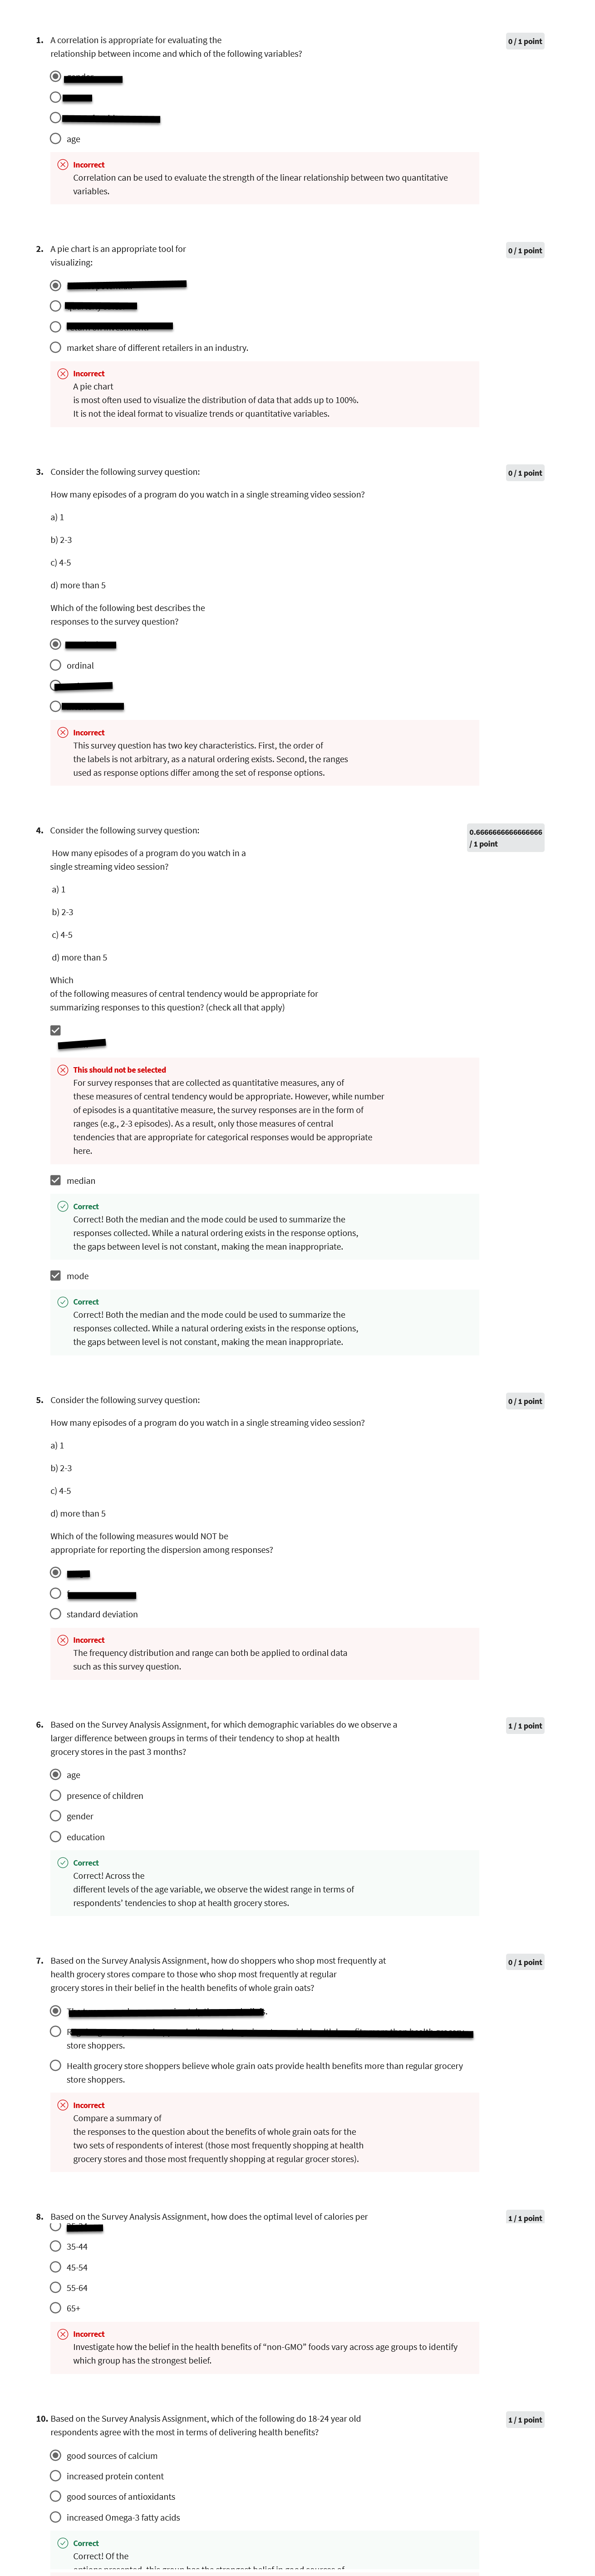 1. A correlation is appropriate for evaluating the
relationship between income and which of the following variables?
0 / 1 point
age
Incorrect
Correlation can be used to evaluate the strength of the linear relationship between two quantitative
variables.
2. A pie chart is an appropriate tool for
visualizing:
0 / 1 point
market share of different retailers in an industry.
Incorrect
A pie chart
is most often used to visualize the distribution of data that adds up to 100%.
It is not the ideal format to visualize trends or quantitative variables.
3. Consider the following survey question:
0 / 1 point
How many episodes of a program do you watch in a single streaming video session?
a) 1
b) 2-3
c) 4-5
d) more than 5
Which of the following best describes the
responses to the survey question?
ordinal
Incorrect
This survey question has two key characteristics. First, the order of
the labels is not arbitrary, as a natural ordering exists. Second, the ranges
used as response options differ among the set of response options.
4. Consider the following survey question:
0.6666666666666666
/ 1 point
How many episodes of a program do you watch in a
single streaming video session?
a) 1
b) 2-3
c) 4-5
d) more than 5
Which
of the following measures of central tendency would be appropriate for
summarizing responses to this question? (check all that apply)
This should not be selected
For survey responses that are collected as quantitative measures, any of
these measures of central tendency would be appropriate. However, while number
of episodes is a quantitative measure, the survey responses are in the form of
ranges (e.g., 2-3 episodes). As a result, only those measures of central
tendencies that are appropriate for categorical responses would be appropriate
here.
median
Correct
Correct! Both the median and the mode could be used to summarize the
responses collected. While a natural ordering exists in the response options,
the gaps between level is not constant, making the mean inappropriate.
mode
Correct
Correct! Both the median and the mode could be used to summarize the
responses collected. While a natural ordering exists in the response options,
the gaps between level is not constant, making the mean inappropriate.
5. Consider the following survey question:
0 / 1 point
How many episodes of a program do you watch in a single streaming video session?
a) 1
b) 2-3
c) 4-5
d) more than 5
Which of the following measures would NOT be
appropriate for reporting the dispersion among responses?
standard deviation
Incorrect
The frequency distribution and range can both be applied to ordinal data
such as this survey question.
6. Based on the Survey Analysis Assignment, for which demographic variables do we observe a
larger difference between groups in terms of their tendency to shop at health
grocery stores in the past 3 months?
1 / 1 point
age
presence of children
gender
education
Correct
Correct! Across the
different levels of the age variable, we observe the widest range in terms of
respondents' tendencies to shop at health grocery stores.
7. Based on the Survey Analysis Assignment, how do shoppers who shop most frequently at
health grocery stores compare to those who shop most frequently at regular
grocery stores in their belief in the health benefits of whole grain oats?
0 / 1 point
store shoppers.
Health grocery store shoppers believe whole grain oats provide health benefits more than regular grocery
store shoppers.
Incorrect
Compare a summary of
the responses to the question about the benefits of whole grain oats for the
two sets of respondents of interest (those most frequently shopping at health
grocery stores and those most frequently shopping at regular grocer stores).
8. Based on the Survey Analysis Assignment, how does the optimal level of calories per
1 / 1 point
35-44
45-54
55-64
65+
Incorrect
Investigate how the belief in the health benefits of "non-GMO" foods vary across age groups to identify
which group has the strongest belief.
10. Based on the Survey Analysis Assignment, which of the following do 18-24 year old
respondents agree with the most in terms of delivering health benefits?
1 / 1 point
good sources of calcium
increased protein content
good sources of antioxidants
increased Omega-3 fatty acids
Correct
Correct! Of the
options presented, this group has the strongest belief in good sources of